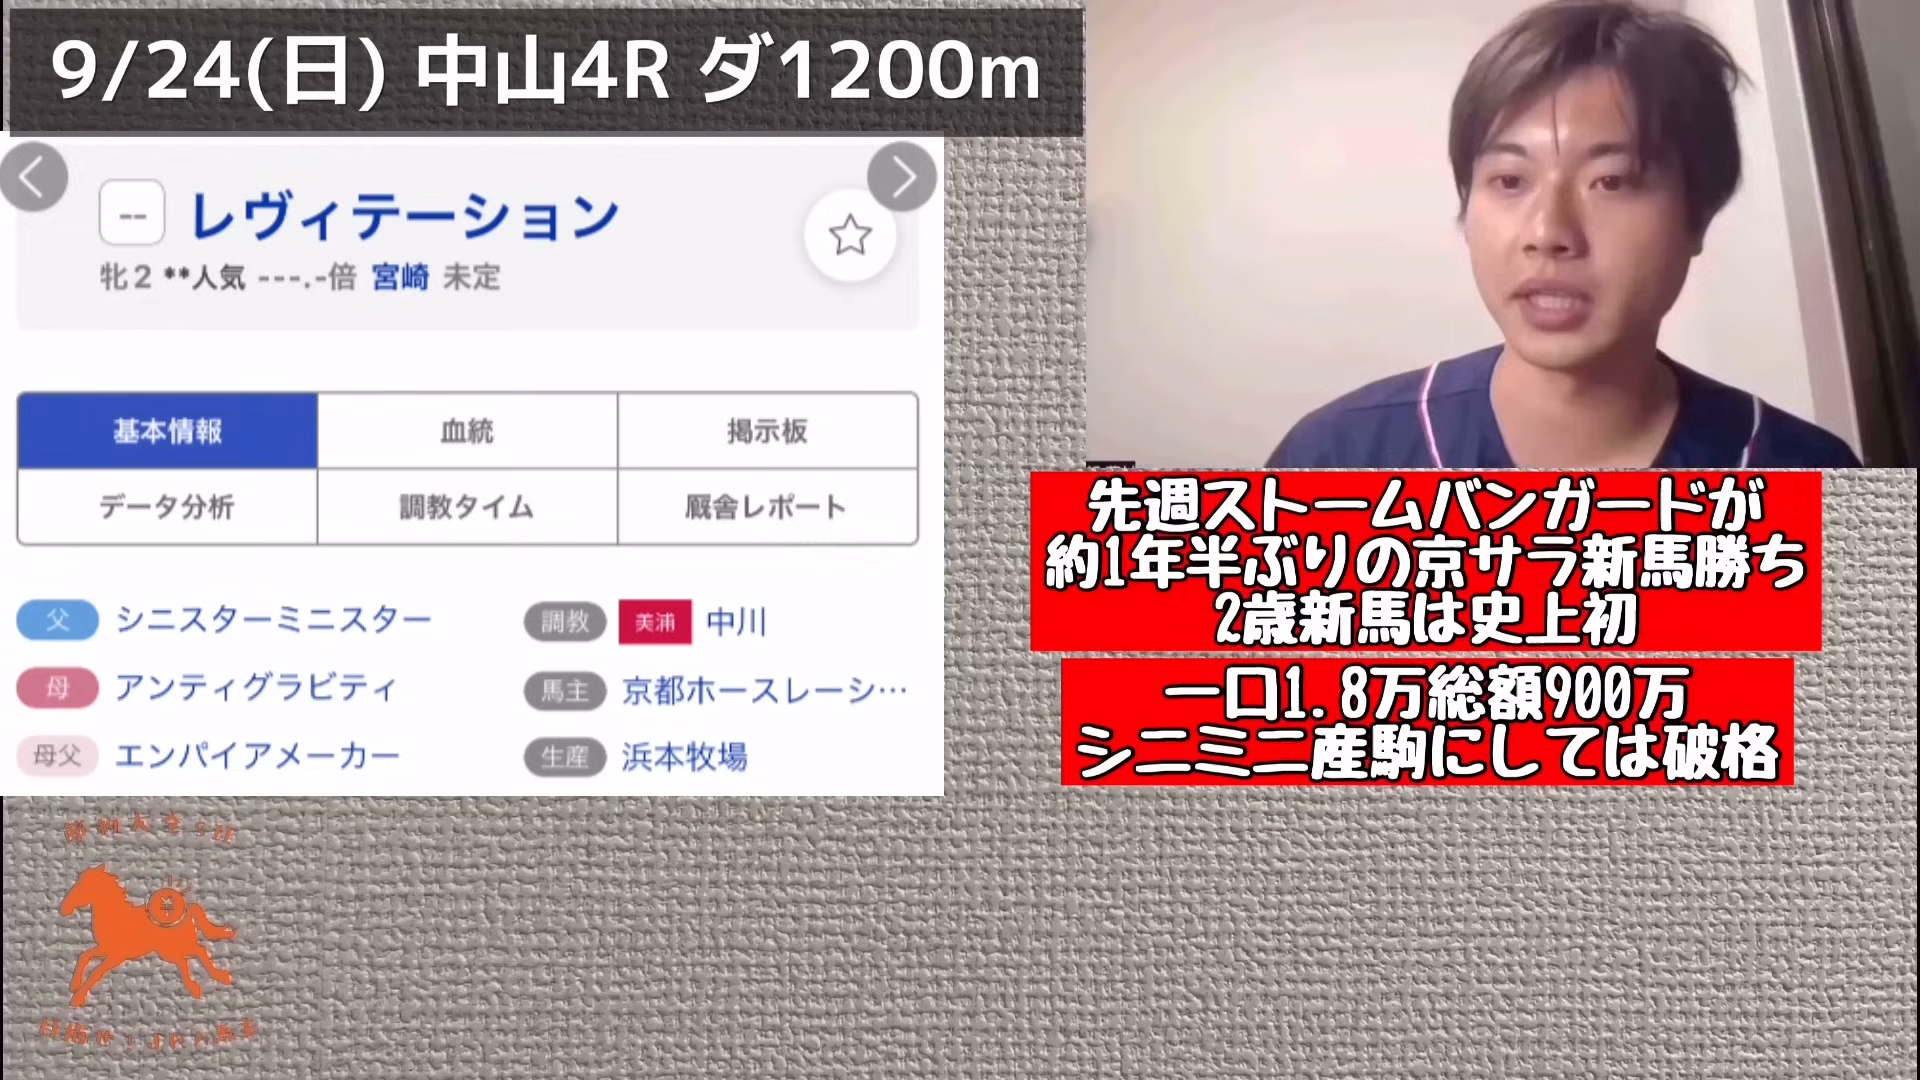 9/24(日) 中山4R ダ1200m
--
レヴィテーション
牝2 **人気 ---.-倍 宮崎 未定
基本情報 血統 掲示板
データ分析 調教タイム 厩舎レポート
父 シニスターミニスター 調教 美浦 中川
母 アンティグラビティ 馬主 京都ホースレーシ…
母父 エンパイアメーカー 生産 浜本牧場
先週ストームバンガードが
約1年半ぶりの京サラ新馬勝ち
2歳新馬は史上初
一口1.8万総額900万
シニミニ産駒にしては破格